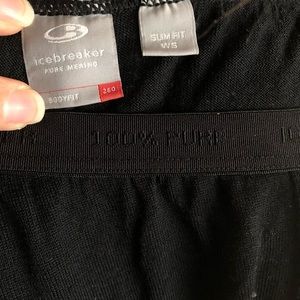 icebreaker
PURE MERINO
BODYFIT 260
SLIM FIT
WS
100% PURE